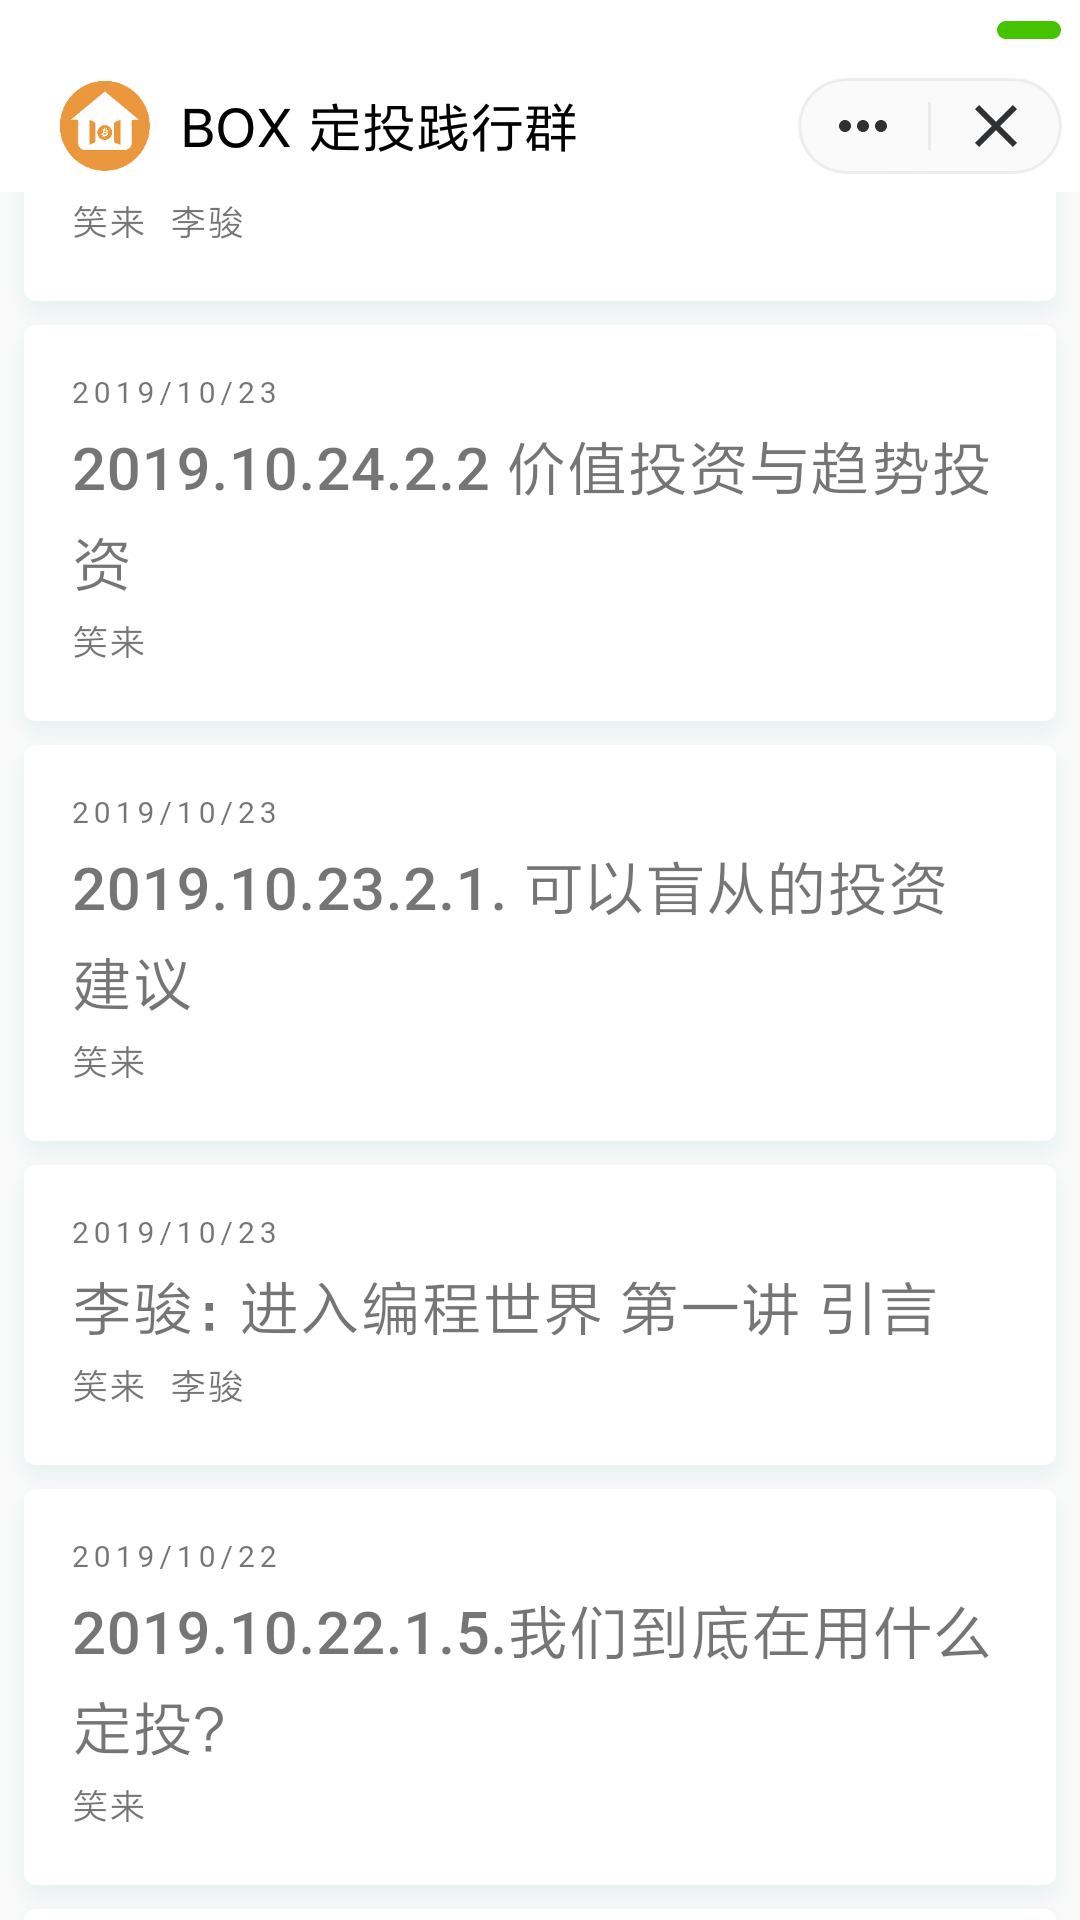 BOX 定投践行群
笑来 李骏
2019/10/23
2019.10.24.2.2 价值投资与趋势投
资
笑来
2019/10/23
2019.10.23.2.1. 可以盲从的投资
建议
笑来
2019/10/23
李骏：进入编程世界 第一讲 引言
笑来 李骏
2019/10/22
2019.10.22.1.5.我们到底在用什么
定投?
笑来